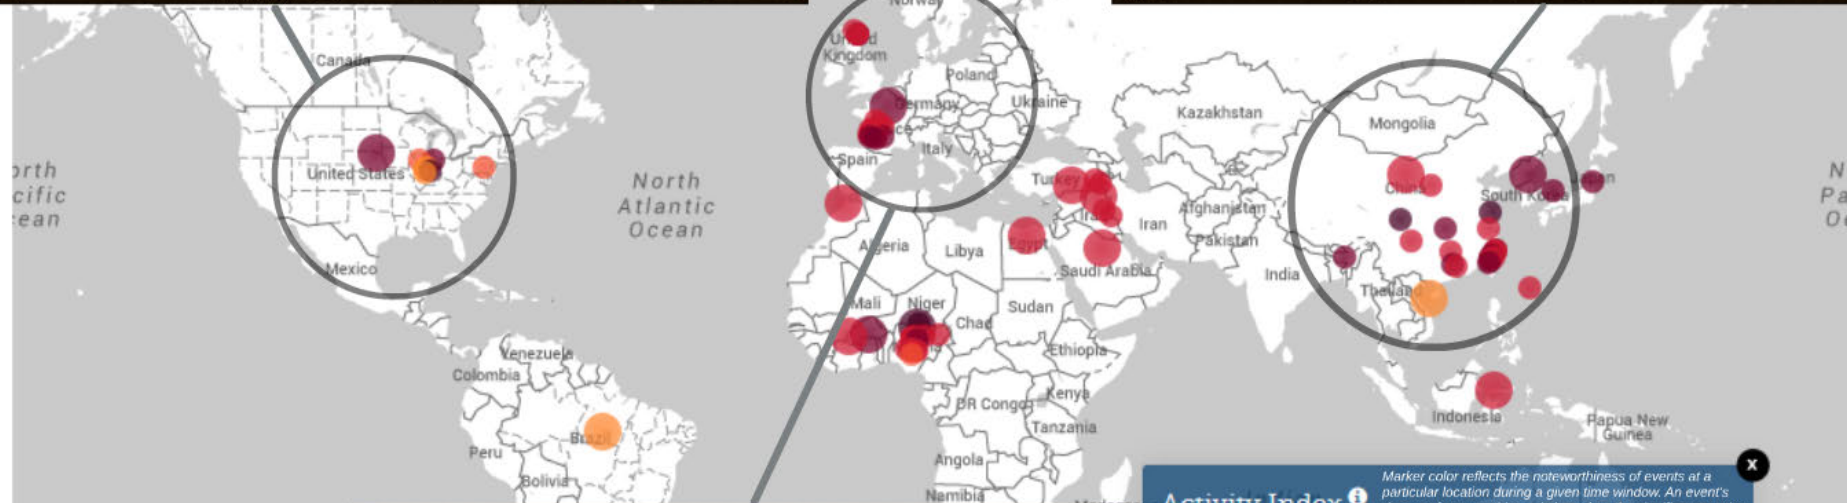 Norway
Canada
United
Kingdom
Poland
Germany
Ukraine
Kazakhstan
Mongolia
Italy
Spain
United States
North
Atlantic
Ocean
Turkey
Iran
Afghanistan
Pakistan
China
South Korea
Japan
Mexico
Algeria
Libya
Egypt
Saudi Arabia
India
Thailand
Mali
Niger
Chad
Sudan
Ethiopia
Venezuela
Colombia
DR Congo
Kenya
Tanzania
Indonesia
Papua New
Guinea
Brazil
Peru
Bolivia
Angola
Namibia
Activity Index
Marker color reflects the noteworthiness of events at a
particular location during a given time window. An event's
x